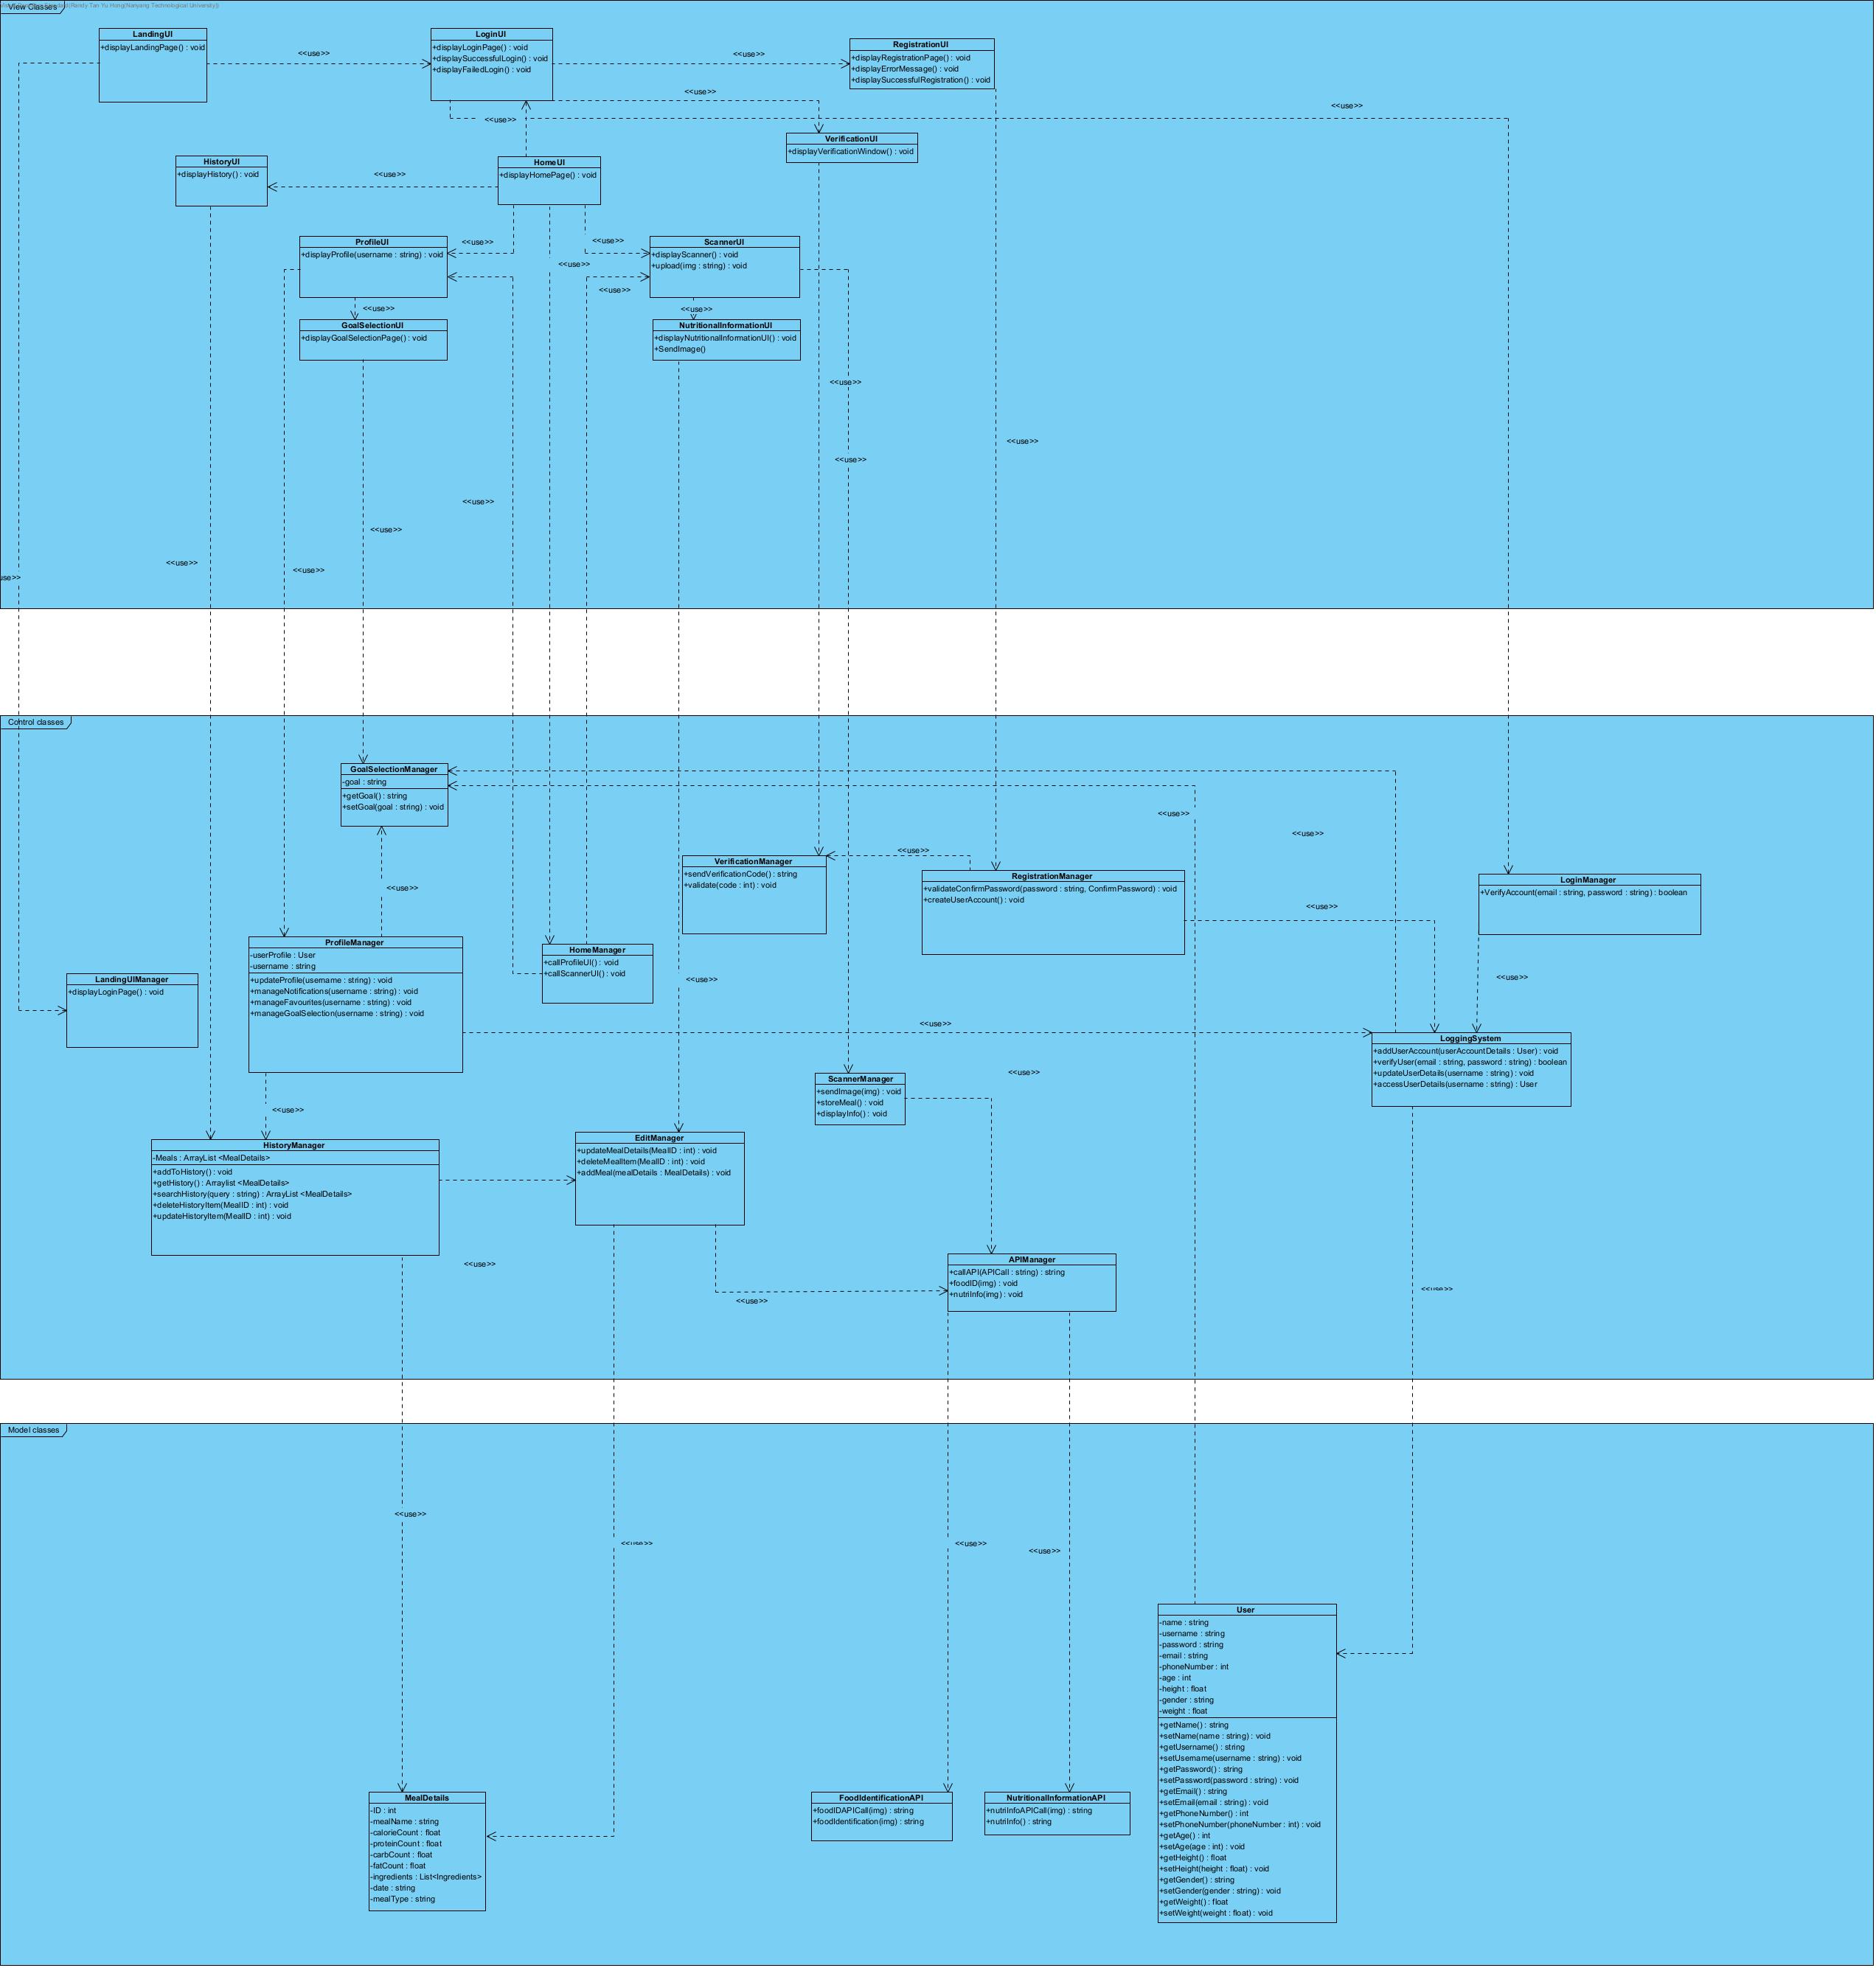 View Classes
(Wendy Tan Yu Hong(Nanyang Technological University))
LandingUI
+displayLandingPage() : void
<<use>>
LoginUI
+displayLoginPage() : void
+displaySuccessfulLogin() : void
+displayFailedLogin() : void
<<use>>
RegistrationUI
+displayRegistrationPage() : void
+displayErrorMessage() : void
+displaySuccessfulRegistration() : void
<<use>>
<<use>>
<<use>>
VerificationUI
+displayVerificationWindow() : void
HistoryUI
+displayHistory() : void
<<use>>
HomeUI
+displayHomePage() : void
ProfileUI
+displayProfile(username : string) : void
<<use>>
<<use>>
<<use>>
<<use>>
ScannerUI
+displayScanner() : void
+upload(img : string) : void
<<use>>
<<use>>
GoalSelectionUI
+displayGoalSelectionPage() : void
NutritionalInformationUI
+displayNutritionalInformationUI() : void
+SendImage()
<<use>>
<<use>>
<<use>>
<<use>>
<<use>>
<<use>>
<<use>>
use>>
Control classes
GoalSelectionManager
-goal : string
+getGoal() : string
+setGoal(goal : string) : void
<<use>>
<<use>>
<<use>>
VerificationManager
+sendVerificationCode() : string
+validate(code : int) : void
<<use>>
RegistrationManager
+validateConfirmPassword(password : string, ConfirmPassword) : void
+createUserAccount() : void
<<use>>
LoginManager
+VerifyAccount(email : string, password : string) : boolean
<<use>>
ProfileManager
-userProfile : User
-username : string
+updateProfile(username : string) : void
+manageNotifications(username : string) : void
+manageFavourites(username : string) : void
+manageGoalSelection(username : string) : void
HomeManager
+callProfileUI() : void
+callScannerUI() : void
<<use>>
LandingUIManager
+displayLoginPage() : void
<<use>>
LoggingSystem
+addUserAccount(userAccountDetails : User) : void
+verifyUser(email : string, password : string) : boolean
+updateUserDetails(username : string) : void
+accessUserDetails(username : string) : User
ScannerManager
+sendImage(img) : void
+storeMeal() : void
+displayInfo() : void
<<use>>
<<use>>
HistoryManager
-Meals : ArrayList <MealDetails>
+addToHistory() : void
+getHistory() : Arraylist <MealDetails>
+searchHistory(query : string) : ArrayList <MealDetails>
+deleteHistoryItem(MealID : int) : void
+updateHistoryItem(MealID : int) : void
<<use>>
EditManager
+updateMealDetails(MealID : int) : void
+deleteMealItem(MealID : int) : void
+addMeal(mealDetails : MealDetails) : void
<<use>>
APIManager
+callAPI(APICall : string) : string
+foodID(img) : void
+nutriInfo(img) : void
<<use>>
Model classes
<<use>>
<<use>>
<<use>>
<<use>>
User
-name : string
-username : string
-password : string
-email : string
-phoneNumber : int
-age : int
-height : float
-gender : string
-weight : float
+getName() : string
+setName(name : string) : void
+getUsername() : string
+setUsername(username : string) : void
+getPassword() : string
+setPassword(password : string) : void
+getEmail() : string
+setEmail(email : string) : void
+getPhoneNumber() : int
+setPhoneNumber(phoneNumber : int) : void
+getAge() : int
+setAge(age : int) : void
+getHeight() : float
+setHeight(height : float) : void
+getGender() : string
+setGender(gender : string) : void
+getWeight() : float
+setWeight(weight : float) : void
MealDetails
-ID : int
-mealName : string
-calorieCount : float
-proteinCount : float
-carbCount : float
-fatCount : float
-ingredients : List<Ingredients>
-date : string
-mealType : string
FoodIdentificationAPI
+foodIDAPICall(img) : string
+foodIdentification(img) : string
NutritionalInformationAPI
+nutriInfoAPICall(img) : string
+nutriInfo() : string